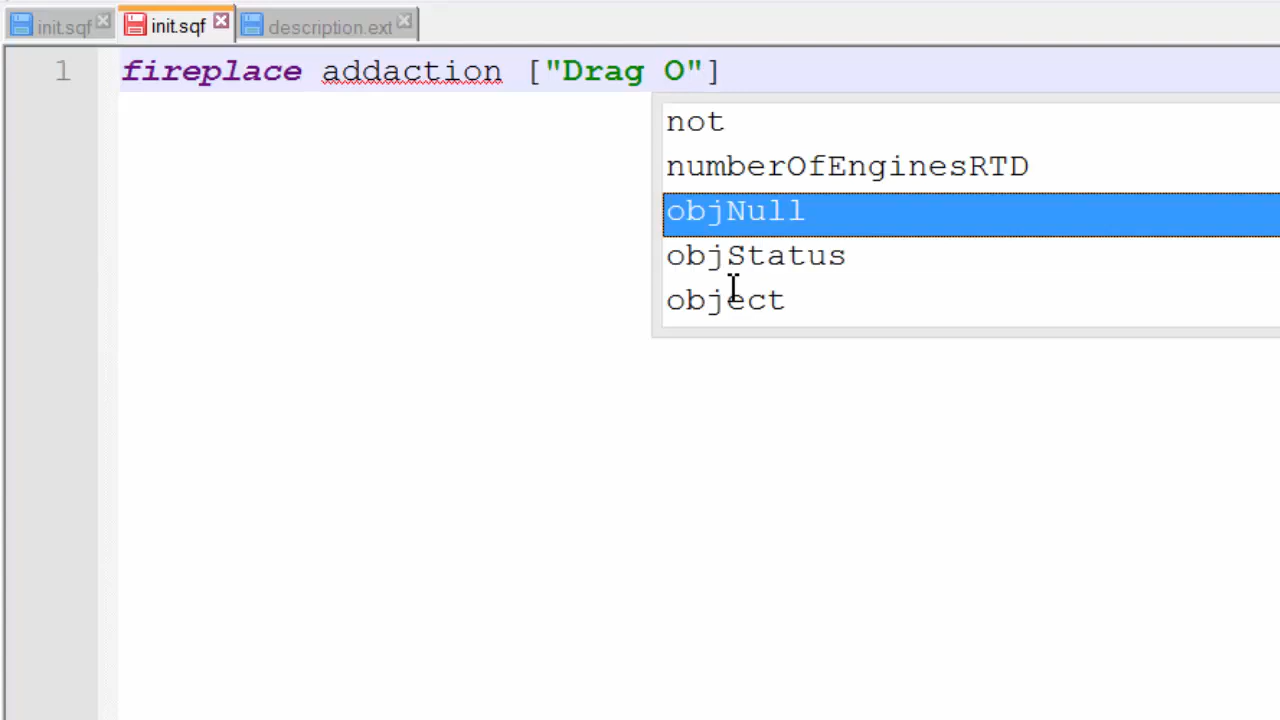 init.sqf init.sqf description.ext
1 fireplace addaction ["Drag O"]
not
numberOfEnginesRTD
objNull
objStatus
object